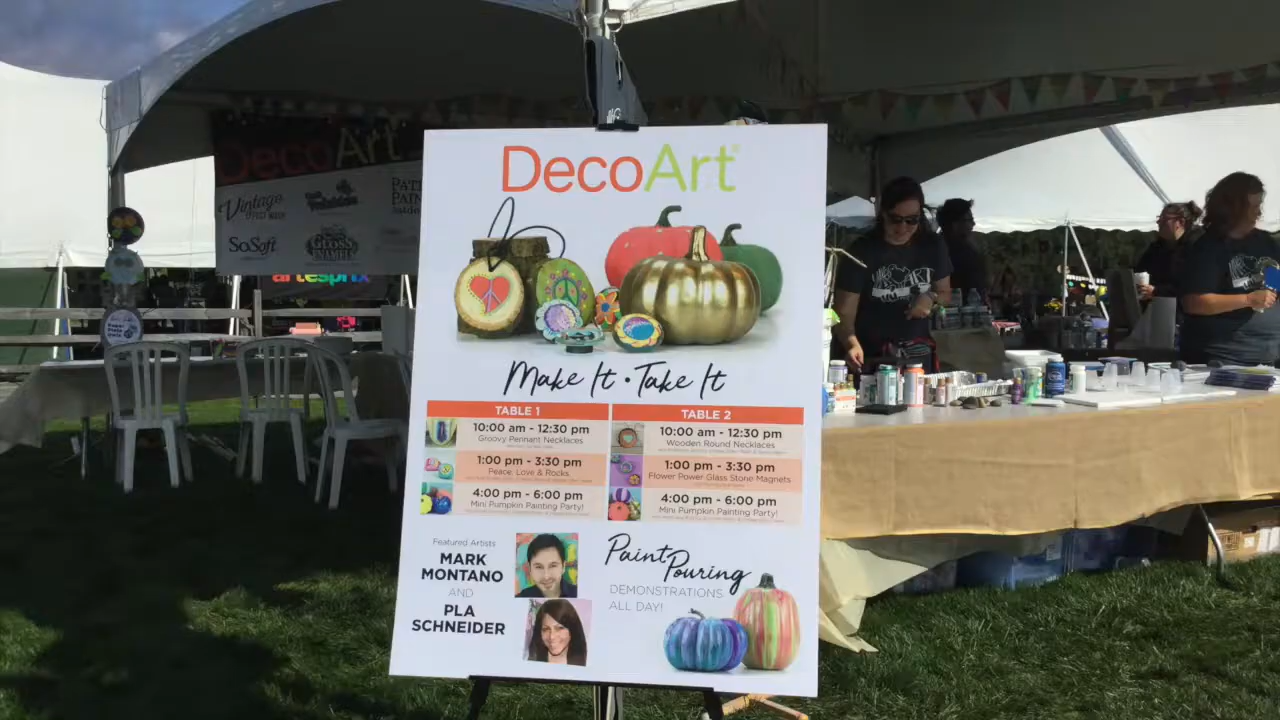 DecoArt
Make It • Take It
TABLE 1
10:00 am - 12:30 pm
Groovy Pennant Necklaces
1:00 pm - 3:30 pm
Peace, Love & Rocks
4:00 pm - 6:00 pm
Mini Pumpkin Painting Party!
TABLE 2
10:00 am - 12:30 pm
Wooden Round Necklaces
1:00 pm - 3:30 pm
Flower Power Glass Stone Magnets
4:00 pm - 6:00 pm
Mini Pumpkin Painting Party!
Featured Artists
MARK
MONTANO
AND
PLA
SCHNEIDER
Paint Pouring
DEMONSTRATIONS
ALL DAY!
DecoArt
Vintage
SoSoft
GLOSS
ENAMELS
artesprix